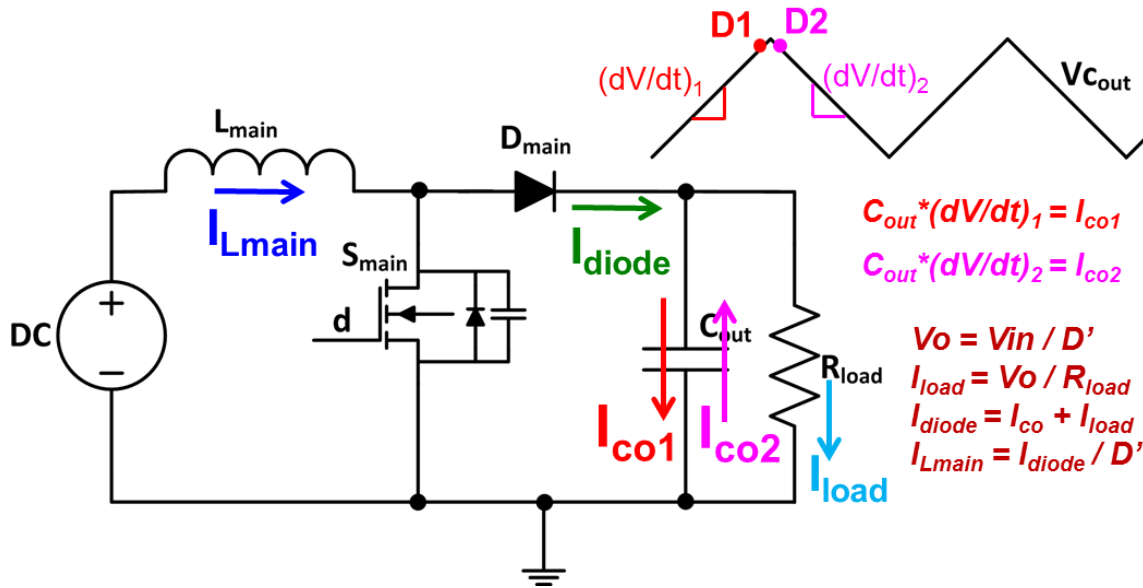 D1 D2
(dV/dt)1
(dV/dt)2
Vcout
Lmain
Dmain
ILmain
Idiode
Cout*(dV/dt)1 = Ico1
Cout*(dV/dt)2 = Ico2
Smain
d
DC
+
−
Cout
Rload
Ico1
Ico2
Iload
Vo = Vin / D’
Iload = Vo / Rload
Idiode = Ico + Iload
ILmain = Idiode / D’